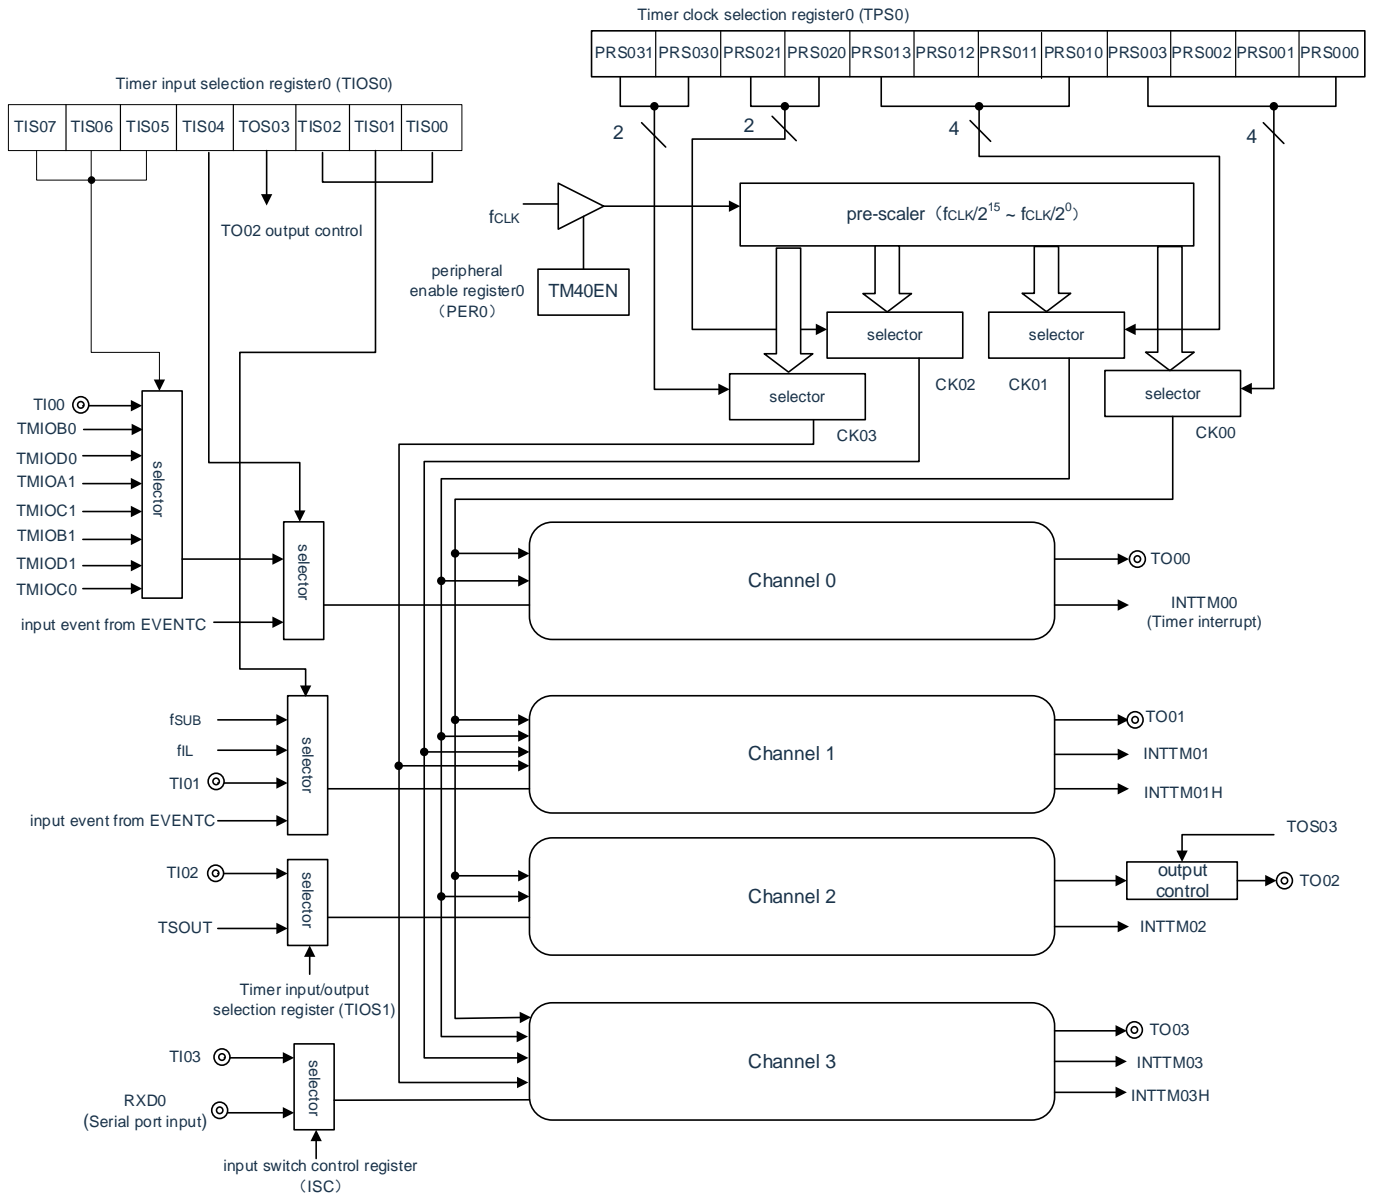 Timer clock selection register0 (TPS0)
PRS031 PRS030 PRS021 PRS020 PRS013 PRS012 PRS011 PRS010 PRS003 PRS002 PRS001 PRS000
2
2
4
4
Timer input selection register0 (TIOS0)
TIS07 TIS06 TIS05 TIS04 TOS03 TIS02 TIS01 TIS00
TO02 output control
fCLK
pre-scaler（fCLK/2¹⁵ ~ fCLK/2⁰）
peripheral
enable register0
（PER0）
TM40EN
selector
selector
selector
selector
CK03
CK02
CK01
CK00
TI00
TMIOB0
TMIOD0
TMIOA1
TMIOC1
TMIOB1
TMIOD1
TMIOC0
selector
input event from EVENTC
selector
Channel 0
TO00
INTTM00
(Timer interrupt)
fSUB
fIL
TI01
input event from EVENTC
selector
Channel 1
TO01
INTTM01
INTTM01H
TI02
TSOUT
selector
Timer input/output
selection register (TIOS1)
Channel 2
TOS03
output
control
TO02
INTTM02
TI03
RXD0
(Serial port input)
selector
input switch control register
（ISC）
Channel 3
TO03
INTTM03
INTTM03H